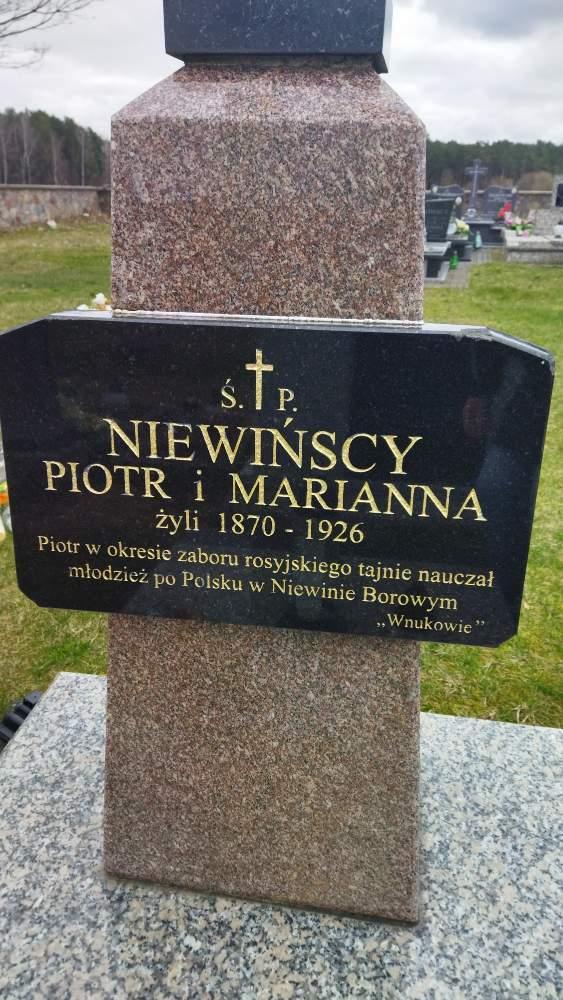 Ś. P.
NIEWIŃSCY
PIOTR i MARIANNA
żyli 1870 - 1926
Piotr w okresie zaboru rosyjskiego tajnie nauczał
młodzież po Polsku w Niewinie Borowym
„Wnukowie”